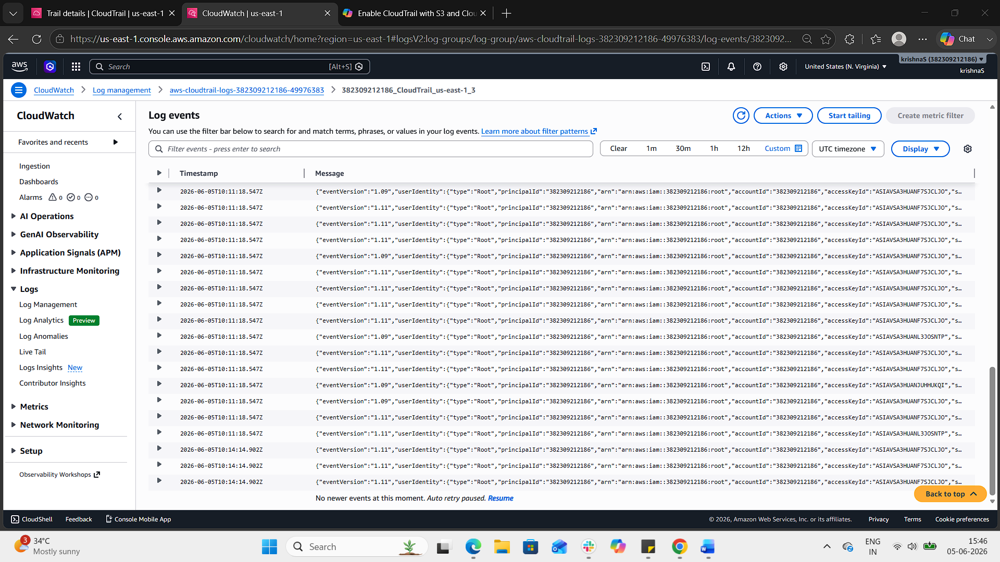 Trail details | CloudTrail | us-east-1
CloudWatch | us-east-1
Enable CloudTrail with S3 and Clou
https://us-east-1.console.aws.amazon.com/cloudwatch/home?region=us-east-1#logsV2:log-groups/log-group/aws-cloudtrail-logs-382309212186-49976383/log-events/3823092...
Chat
aws
Search [Alt+S]
United States (N. Virginia)
krishnaS (382309212186)
krishnaS
CloudWatch
Log management
aws-cloudtrail-logs-382309212186-49976383
382309212186_CloudTrail_us-east-1_3
CloudWatch
Favorites and recents
Ingestion
Dashboards
Alarms 0 0 0
AI Operations
GenAI Observability
Application Signals (APM)
Infrastructure Monitoring
Logs
Log Management
Log Analytics Preview
Log Anomalies
Live Tail
Logs Insights New
Contributor Insights
Metrics
Network Monitoring
Setup
Observability Workshops
Log events
Actions
Start tailing
Create metric filter
You can use the filter bar below to search for and match terms, phrases, or values in your log events. Learn more about filter patterns
Filter events - press enter to search
Clear 1m 30m 1h 12h Custom
UTC timezone
Display
Timestamp Message
2026-06-05T10:11:18.547Z {"eventVersion":"1.09","userIdentity":{"type":"Root","principalId":"382309212186","arn":"arn:aws:iam::382309212186:root","accountId":"382309212186","accessKeyId":"ASIAVSA3HUANF7SJCLJO","s…
2026-06-05T10:11:18.547Z {"eventVersion":"1.11","userIdentity":{"type":"Root","principalId":"382309212186","arn":"arn:aws:iam::382309212186:root","accountId":"382309212186","accessKeyId":"ASIAVSA3HUANF7SJCLJO","s…
2026-06-05T10:11:18.547Z {"eventVersion":"1.11","userIdentity":{"type":"Root","principalId":"382309212186","arn":"arn:aws:iam::382309212186:root","accountId":"382309212186","accessKeyId":"ASIAVSA3HUANF7SJCLJO","s…
2026-06-05T10:11:18.547Z {"eventVersion":"1.11","userIdentity":{"type":"Root","principalId":"382309212186","arn":"arn:aws:iam::382309212186:root","accountId":"382309212186","accessKeyId":"ASIAVSA3HUANF7SJCLJO","s…
2026-06-05T10:11:18.547Z {"eventVersion":"1.09","userIdentity":{"type":"Root","principalId":"382309212186","arn":"arn:aws:iam::382309212186:root","accountId":"382309212186","accessKeyId":"ASIAVSA3HUANF7SJCLJO","s…
2026-06-05T10:11:18.547Z {"eventVersion":"1.11","userIdentity":{"type":"Root","principalId":"382309212186","arn":"arn:aws:iam::382309212186:root","accountId":"382309212186","accessKeyId":"ASIAVSA3HUANF7SJCLJO","s…
2026-06-05T10:11:18.547Z {"eventVersion":"1.11","userIdentity":{"type":"Root","principalId":"382309212186","arn":"arn:aws:iam::382309212186:root","accountId":"382309212186","accessKeyId":"ASIAVSA3HUANF7SJCLJO","s…
2026-06-05T10:11:18.547Z {"eventVersion":"1.11","userIdentity":{"type":"Root","principalId":"382309212186","arn":"arn:aws:iam::382309212186:root","accountId":"382309212186","accessKeyId":"ASIAVSA3HUANF7SJCLJO","s…
2026-06-05T10:11:18.547Z {"eventVersion":"1.11","userIdentity":{"type":"Root","principalId":"382309212186","arn":"arn:aws:iam::382309212186:root","accountId":"382309212186","accessKeyId":"ASIAVSA3HUANF7SJCLJO","s…
2026-06-05T10:11:18.547Z {"eventVersion":"1.09","userIdentity":{"type":"Root","principalId":"382309212186","arn":"arn:aws:iam::382309212186:root","accountId":"382309212186","accessKeyId":"ASIAVSA3HUANL3JOSNTP","s…
2026-06-05T10:11:18.547Z {"eventVersion":"1.11","userIdentity":{"type":"Root","principalId":"382309212186","arn":"arn:aws:iam::382309212186:root","accountId":"382309212186","accessKeyId":"ASIAVSA3HUANF7SJCLJO","s…
2026-06-05T10:11:18.547Z {"eventVersion":"1.11","userIdentity":{"type":"Root","principalId":"382309212186","arn":"arn:aws:iam::382309212186:root","accountId":"382309212186","accessKeyId":"ASIAVSA3HUANF7SJCLJO","s…
2026-06-05T10:11:18.547Z {"eventVersion":"1.09","userIdentity":{"type":"Root","principalId":"382309212186","arn":"arn:aws:iam::382309212186:root","accountId":"382309212186","accessKeyId":"ASIAVSA3HUANJUHHUKQI","s…
2026-06-05T10:11:18.547Z {"eventVersion":"1.09","userIdentity":{"type":"Root","principalId":"382309212186","arn":"arn:aws:iam::382309212186:root","accountId":"382309212186","accessKeyId":"ASIAVSA3HUANF7SJCLJO","s…
2026-06-05T10:11:18.547Z {"eventVersion":"1.11","userIdentity":{"type":"Root","principalId":"382309212186","arn":"arn:aws:iam::382309212186:root","accountId":"382309212186","accessKeyId":"ASIAVSA3HUANF7SJCLJO","s…
2026-06-05T10:11:18.547Z {"eventVersion":"1.11","userIdentity":{"type":"Root","principalId":"382309212186","arn":"arn:aws:iam::382309212186:root","accountId":"382309212186","accessKeyId":"ASIAVSA3HUANL3JOSNTP","s…
2026-06-05T10:14:14.902Z {"eventVersion":"1.11","userIdentity":{"type":"Root","principalId":"382309212186","arn":"arn:aws:iam::382309212186:root","accountId":"382309212186","accessKeyId":"ASIAVSA3HUANF7SJCLJO","s…
2026-06-05T10:14:14.902Z {"eventVersion":"1.11","userIdentity":{"type":"Root","principalId":"382309212186","arn":"arn:aws:iam::382309212186:root","accountId":"382309212186","accessKeyId":"ASIAVSA3HUANF7SJCLJO","s…
2026-06-05T10:14:14.902Z {"eventVersion":"1.11","userIdentity":{"type":"Root","principalId":"382309212186","arn":"arn:aws:iam::382309212186:root","accountId":"382309212186","accessKeyId":"ASIAVSA3HUANF7SJCLJO","s…
No newer events at this moment. Auto retry paused. Resume
Back to top
CloudShell Feedback Console Mobile App
© 2026, Amazon Web Services, Inc. or its affiliates. Privacy Terms Cookie preferences
3
34°C
Mostly sunny
Search
ENG
IN
15:46
05-06-2026